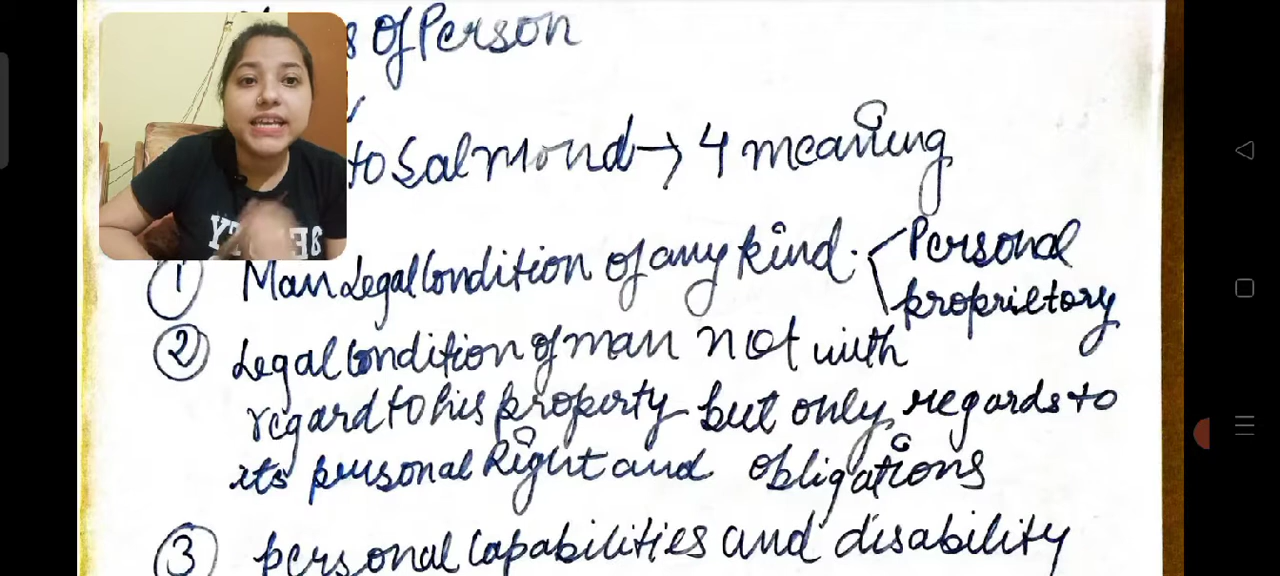 of Person
to Salmond → 4 meaning
① Man Legal Condition of any kind. Personal
proprietory
② Legal Condition of man not with
regard to his property but only regards to
its personal Right and obligations
③ personal Capabilities and disability